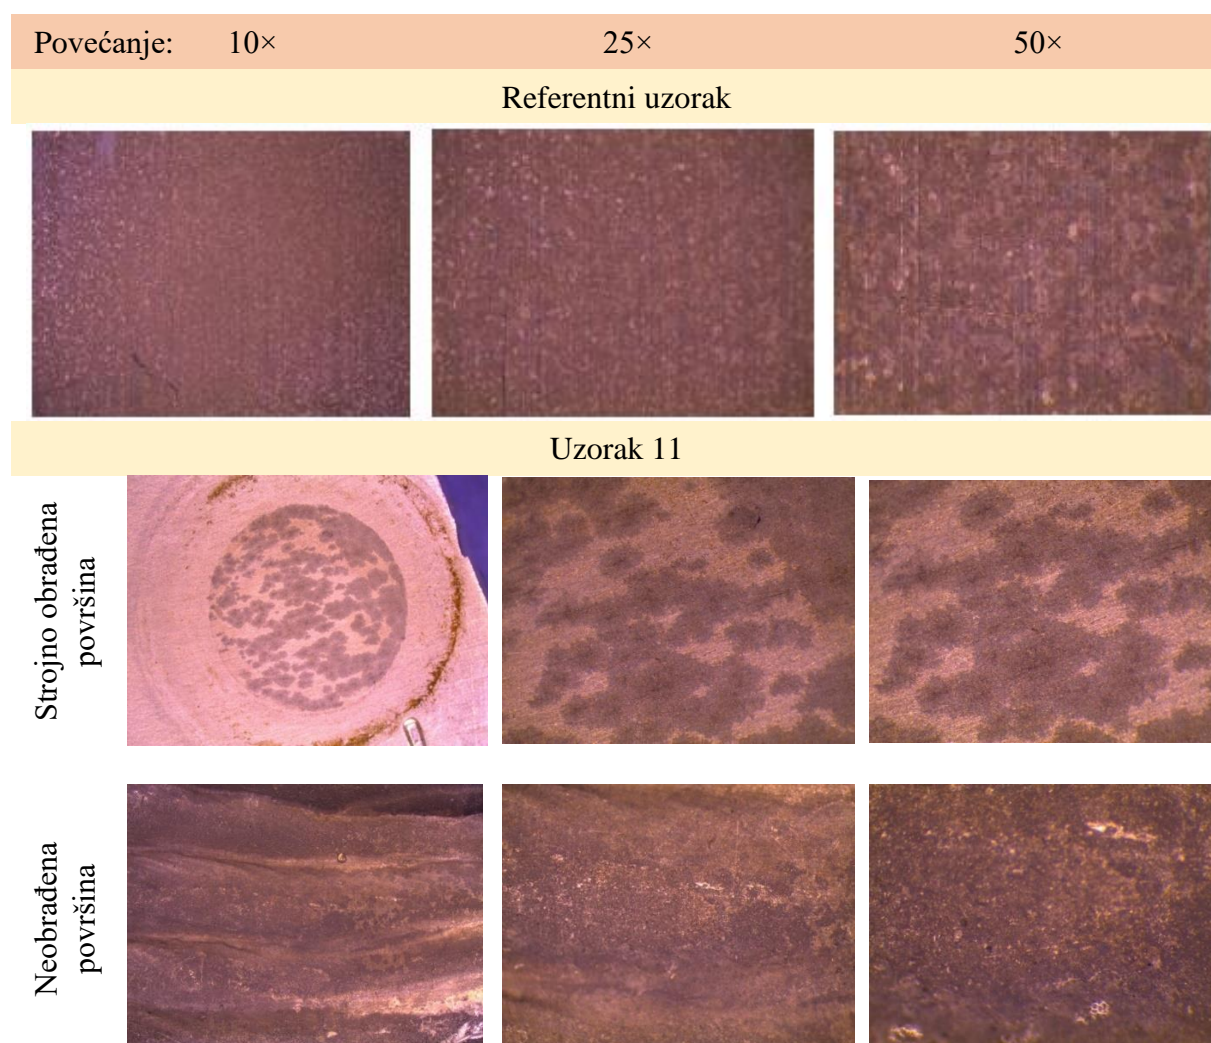 Povećanje: 10× 25× 50×
Referentni uzorak
Uzorak 11
Strojno obrađena
površina
Neobrađena
površina